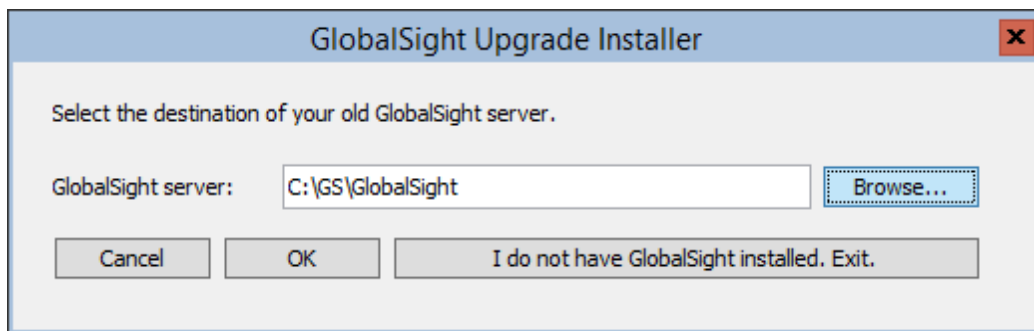 GlobalSight Upgrade Installer
Select the destination of your old GlobalSight server.
GlobalSight server: C:\GS\GlobalSight Browse...
Cancel OK I do not have GlobalSight installed. Exit.